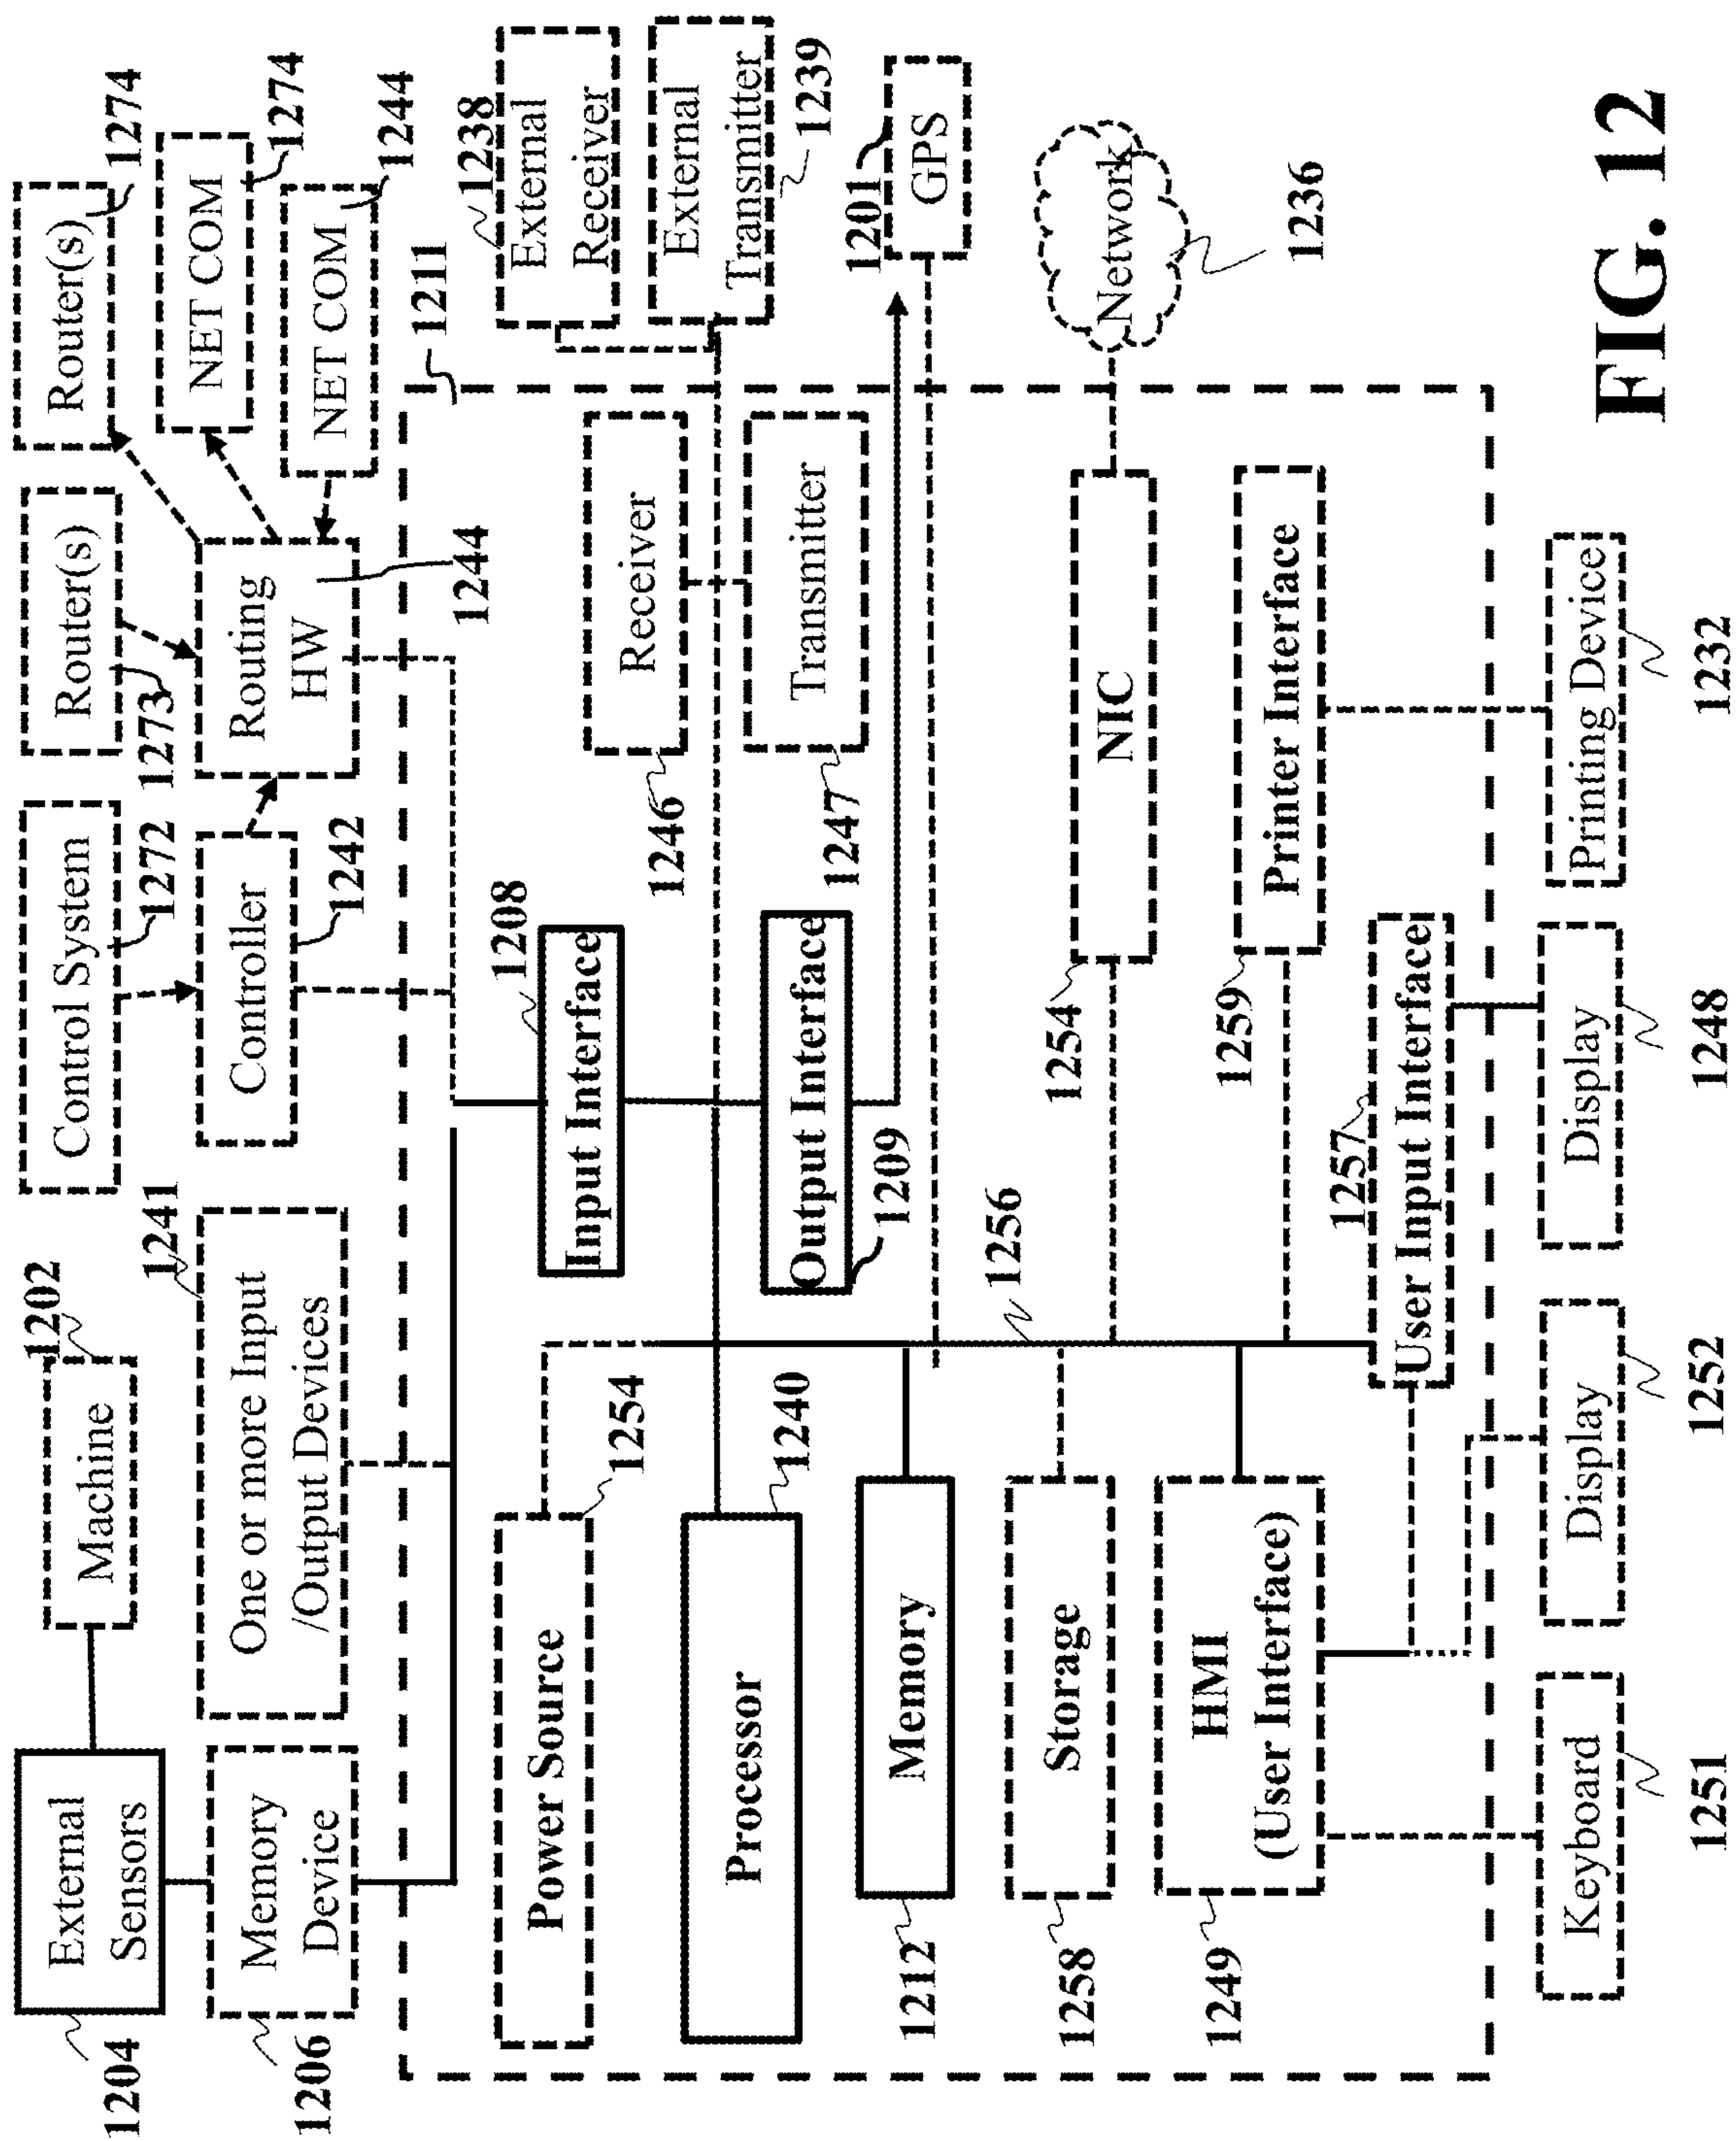 1204
External
Sensors
1202
Machine
Control System
1272
Router(s)
1273
Router(s)
1274
1206
Memory
Device
1241
One or more Input
/Output Devices
Controller
1242
Routing
HW
1244
NET COM
1274
NET COM
1244
1211
Power Source
1254
1208
Input Interface
1246
Receiver
1238
External
Receiver
Processor
1240
Output Interface
1209
1247
Transmitter
External
Transmitter
1239
1212
Memory
1201
GPS
1256
1258
Storage
1254
NIC
Network
1236
1249
HMI
(User Interface)
1259
Printer Interface
1257
User Input Interface
Keyboard
1251
Display
1252
Display
1248
Printing Device
1232
FIG. 12